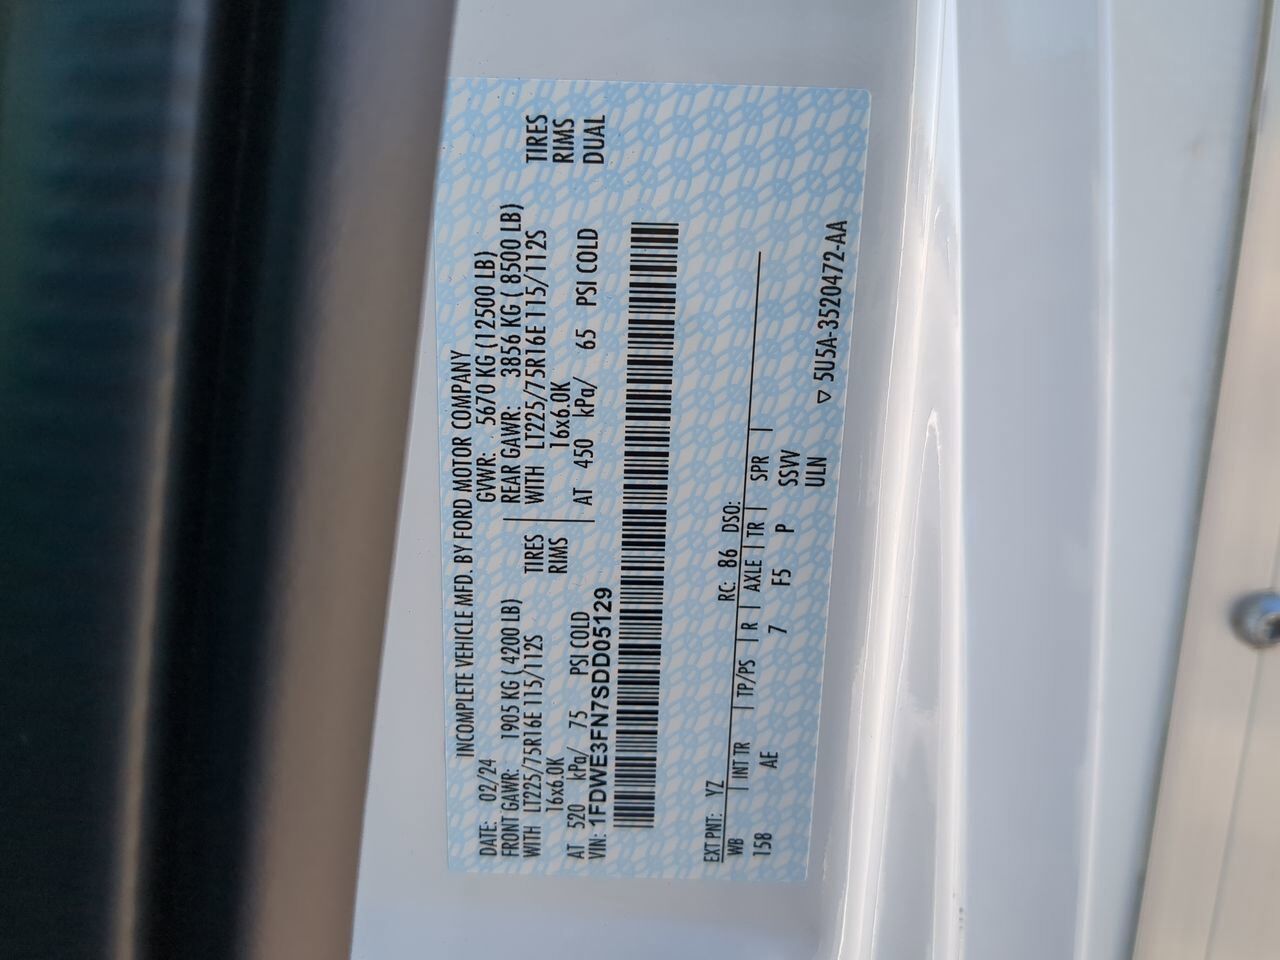 INCOMPLETE VEHICLE MFD. BY FORD MOTOR COMPANY
DATE: 02/24 GVWR: 5670 KG (12500 LB)
FRONT GAWR: 1905 KG ( 4200 LB) REAR GAWR: 3856 KG ( 8500 LB)
WITH LT225/75R16E 115/112S TIRES WITH LT225/75R16E 115/112S TIRES
16x6.0K RIMS 16x6.0K RIMS
AT 520 kPa/ 75 PSI COLD AT 450 kPa/ 65 PSI COLD DUAL
VIN: 1FDWE3FN7SDD05129
EXT PNT: YZ RC: 86 DSO:
WB | INT TR | TP/PS | R | AXLE | TR | SPR |
158 AE 7 F5 P SSVV
ULN
▽ 5U5A-3520472-AA